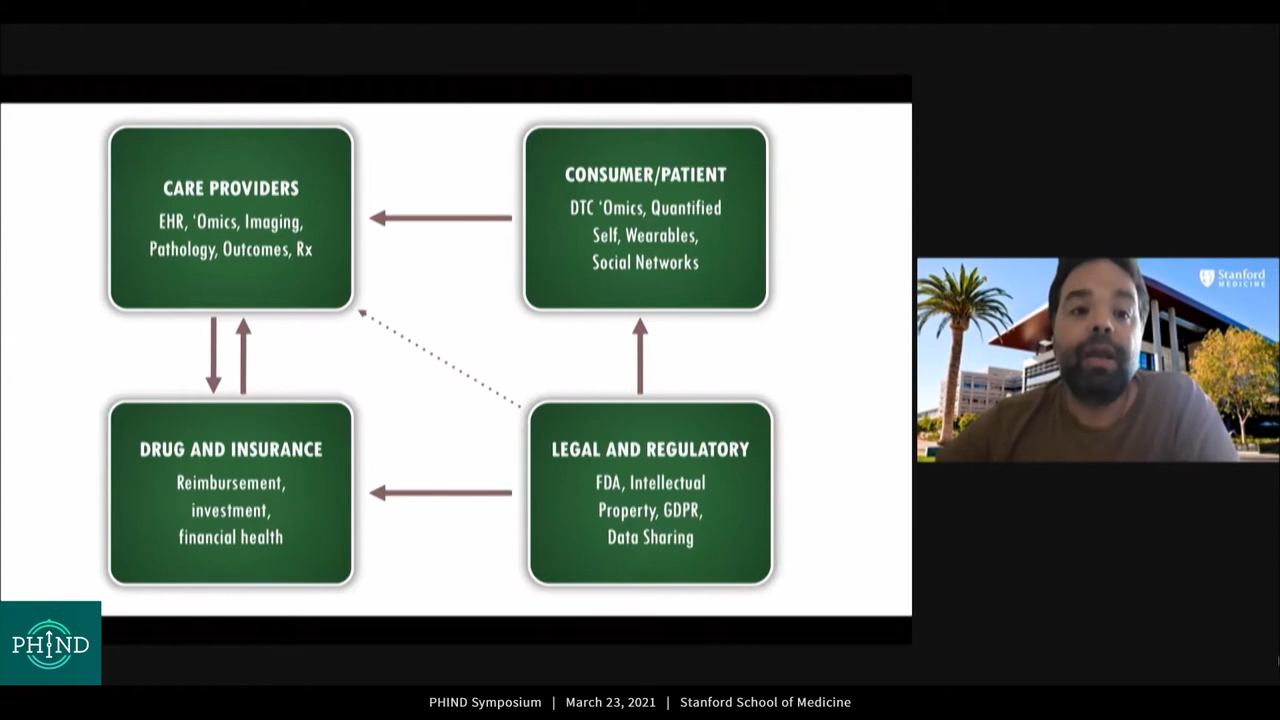 CARE PROVIDERS
EHR, ‘Omics, Imaging,
Pathology, Outcomes, Rx
CONSUMER/PATIENT
DTC ‘Omics, Quantified
Self, Wearables,
Social Networks
DRUG AND INSURANCE
Reimbursement,
investment,
financial health
LEGAL AND REGULATORY
FDA, Intellectual
Property, GDPR,
Data Sharing
Stanford
MEDICINE
PHIND
PHIND Symposium | March 23, 2021 | Stanford School of Medicine